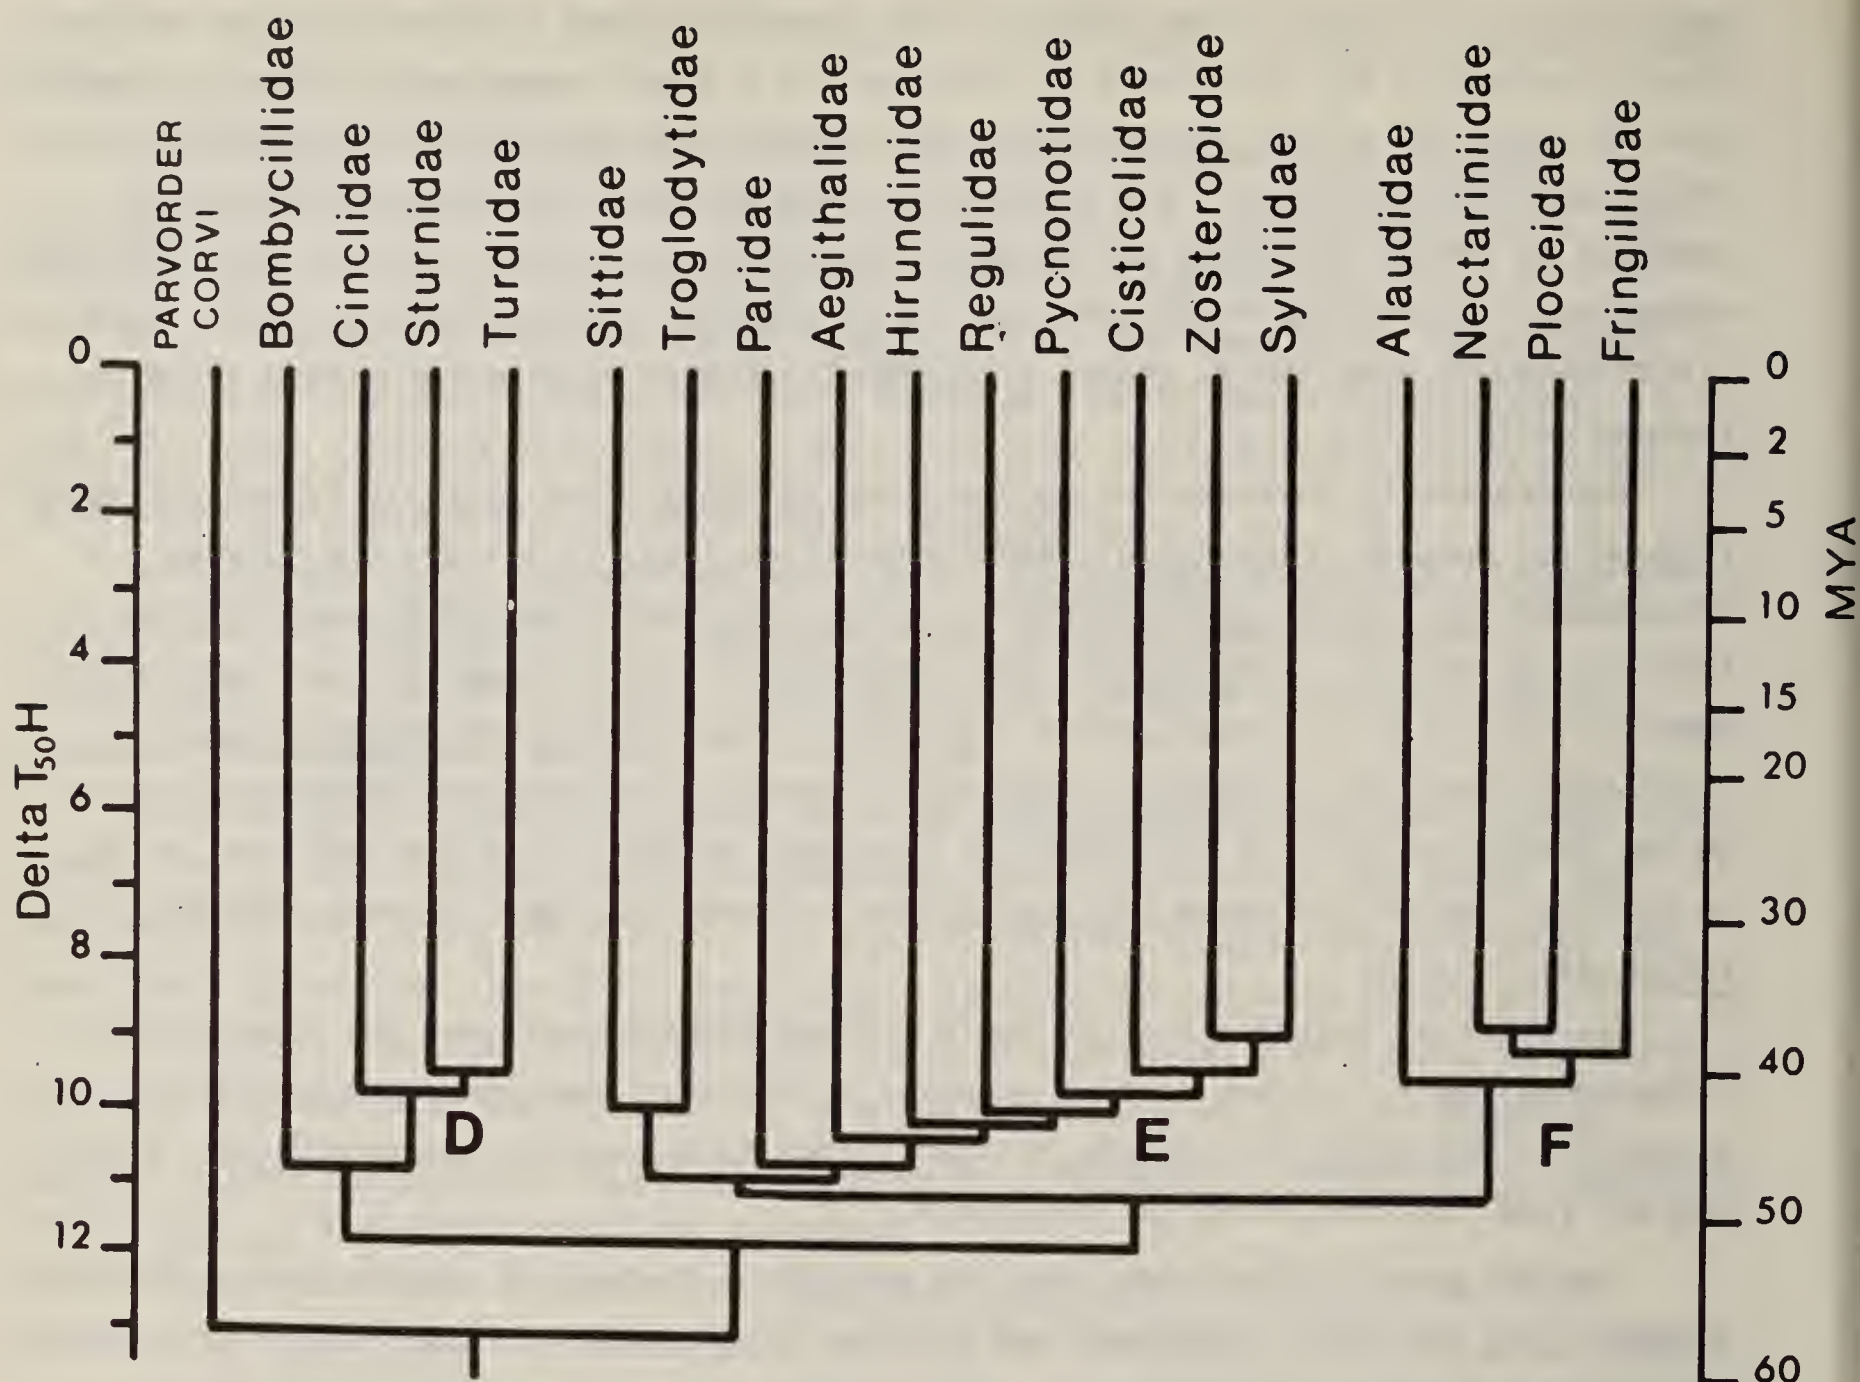 PARVORDER
CORVI
Bombycillidae
Cinclidae
Sturnidae
Turdidae
Sittidae
Troglodytidae
Paridae
Aegithalidae
Hirundinidae
Regulidae
Pycnonotidae
Cisticolidae
Zosteropidae
Sylviidae
Alaudidae
Nectariniidae
Ploceidae
Fringillidae
Delta T50H
0
2
4
6
8
10
12
D
E
F
0
2
5
10
15
20
30
40
50
60
MYA